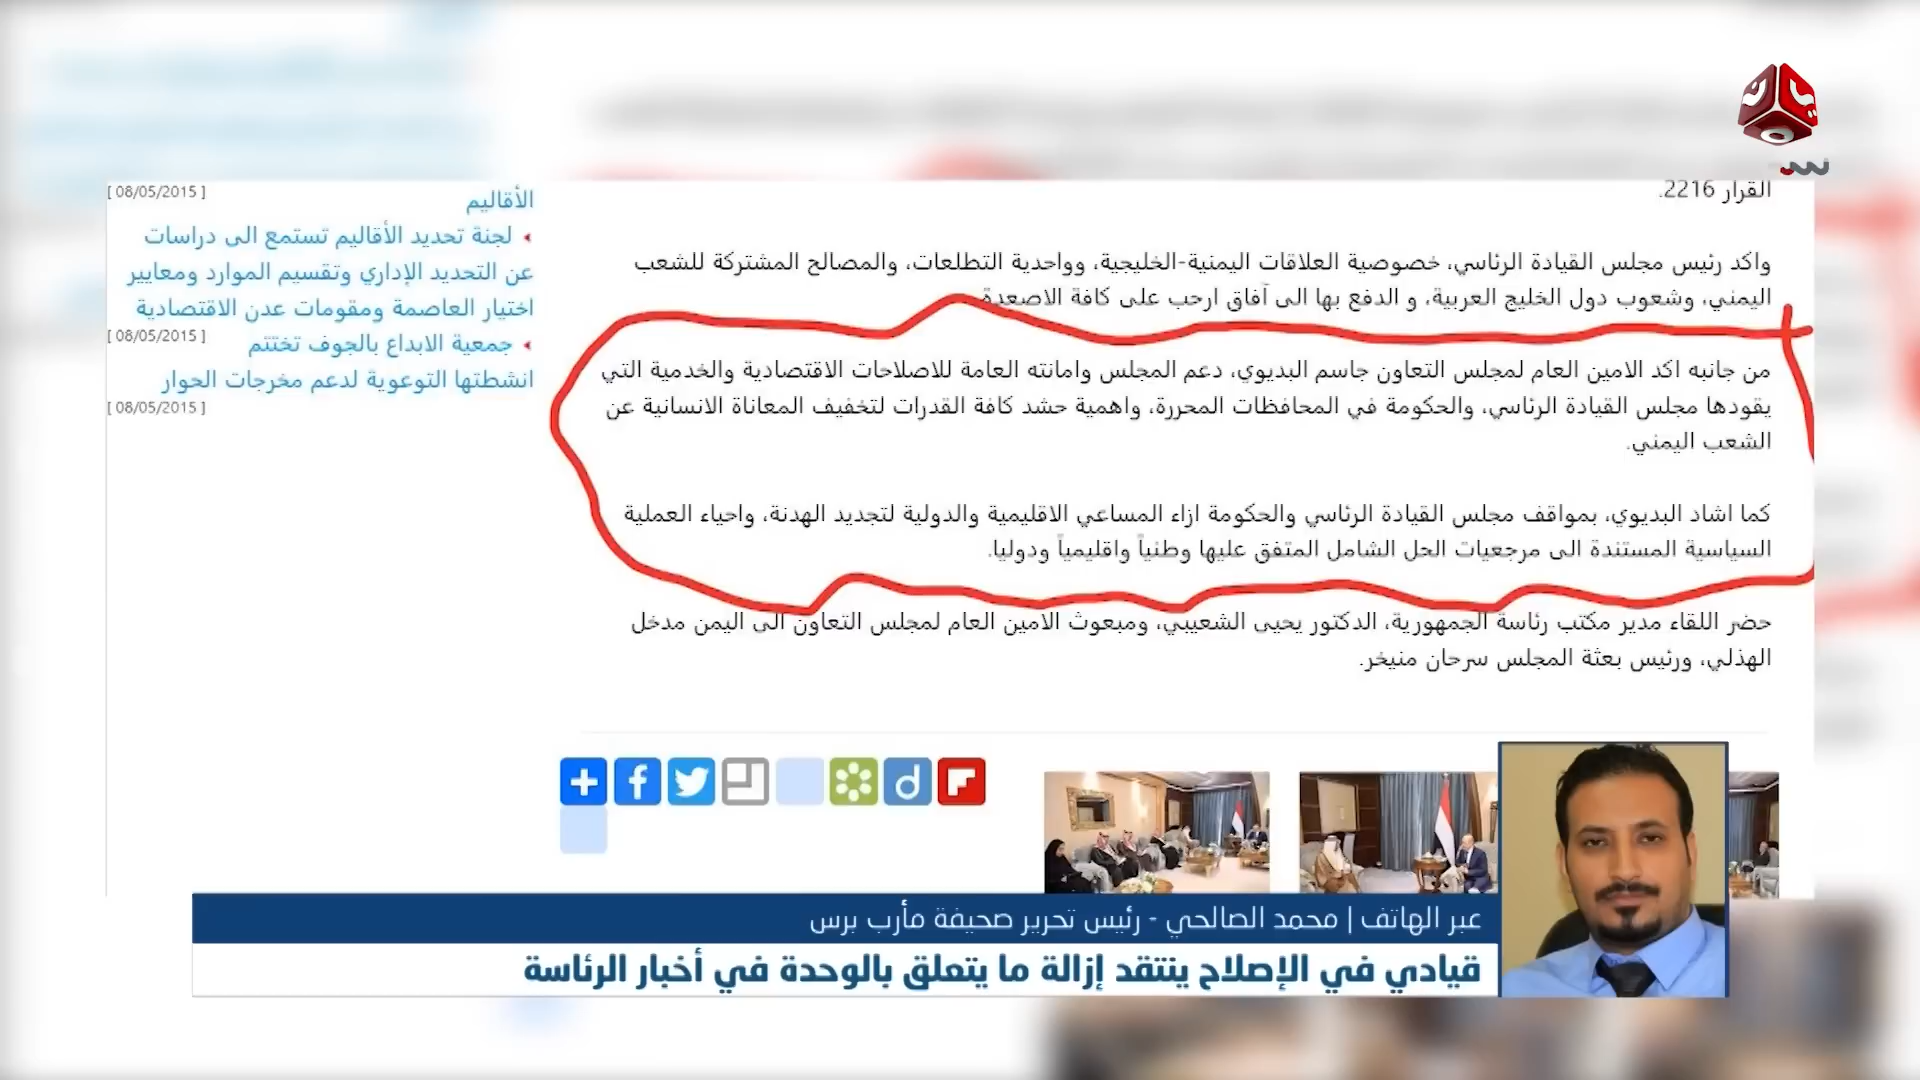 القرار 2216.
واكد رئيس مجلس القيادة الرئاسي، خصوصية العلاقات اليمنية-الخليجية، وواحدية التطلعات، والمصالح المشتركة للشعب
اليمني، وشعوب دول الخليج العربية، و الدفع بها الى آفاق ارحب على كافة الاصعدة
من جانبه اكد الامين العام لمجلس التعاون جاسم البديوي، دعم المجلس وامانته العامة للاصلاحات الاقتصادية والخدمية التي
يقودها مجلس القيادة الرئاسي، والحكومة في المحافظات المحررة، واهمية حشد كافة القدرات لتخفيف المعاناة الانسانية عن
الشعب اليمني.
كما اشاد البديوي، بمواقف مجلس القيادة الرئاسي والحكومة ازاء المساعي الاقليمية والدولية لتجديد الهدنة، واحياء العملية
السياسية المستندة الى مرجعيات الحل الشامل المتفق عليها وطنياً واقليمياً ودوليا.
حضر اللقاء مدير مكتب رئاسة الجمهورية، الدكتور يحيى الشعيبي، ومبعوث الامين العام لمجلس التعاون الى اليمن مدخل
الهذلي، ورئيس بعثة المجلس سرحان منيخر.
الأقاليم
[ 08/05/2015 ]
لجنة تحديد الأقاليم تستمع الى دراسات
عن التحديد الإداري وتقسيم الموارد ومعايير
اختيار العاصمة ومقومات عدن الاقتصادية
[ 08/05/2015 ]
جمعية الابداع بالجوف تختتم
انشطتها التوعوية لدعم مخرجات الحوار
[ 08/05/2015 ]
عبر الهاتف | محمد الصالحي - رئيس تحرير صحيفة مأرب برس
قيادي في الإصلاح ينتقد إزالة ما يتعلق بالوحدة في أخبار الرئاسة